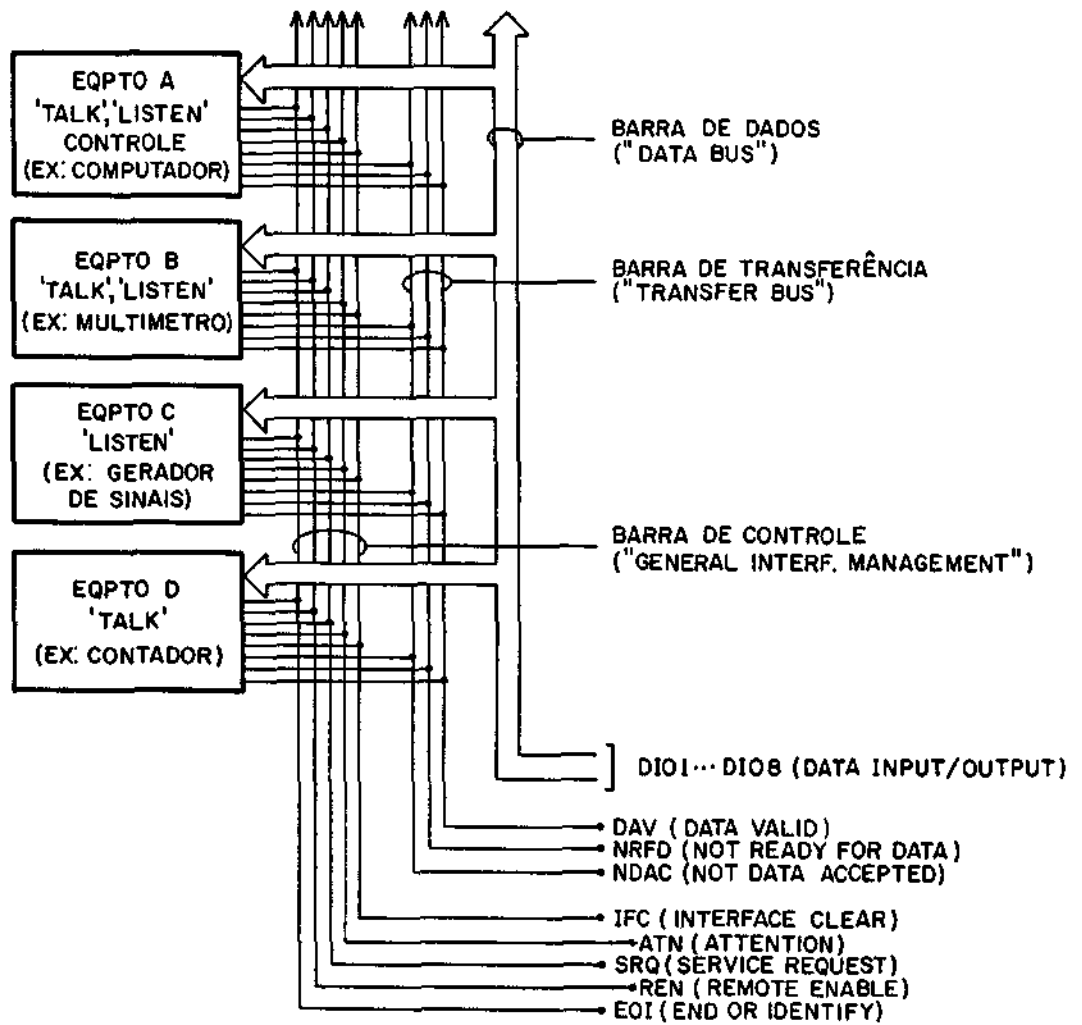 EQPTO A
'TALK','LISTEN'
CONTROLE
(EX: COMPUTADOR)
BARRA DE DADOS
("DATA BUS")
EQPTO B
'TALK','LISTEN'
(EX: MULTIMETRO)
BARRA DE TRANSFERÊNCIA
("TRANSFER BUS")
EQPTO C
'LISTEN'
(EX: GERADOR
DE SINAIS)
BARRA DE CONTROLE
("GENERAL INTERF. MANAGEMENT")
EQPTO D
'TALK'
(EX: CONTADOR)
DIO1···DIO8 (DATA INPUT/OUTPUT)
DAV (DATA VALID)
NRFD (NOT READY FOR DATA)
NDAC (NOT DATA ACCEPTED)
IFC (INTERFACE CLEAR)
ATN (ATTENTION)
SRQ (SERVICE REQUEST)
REN (REMOTE ENABLE)
EOI (END OR IDENTIFY)